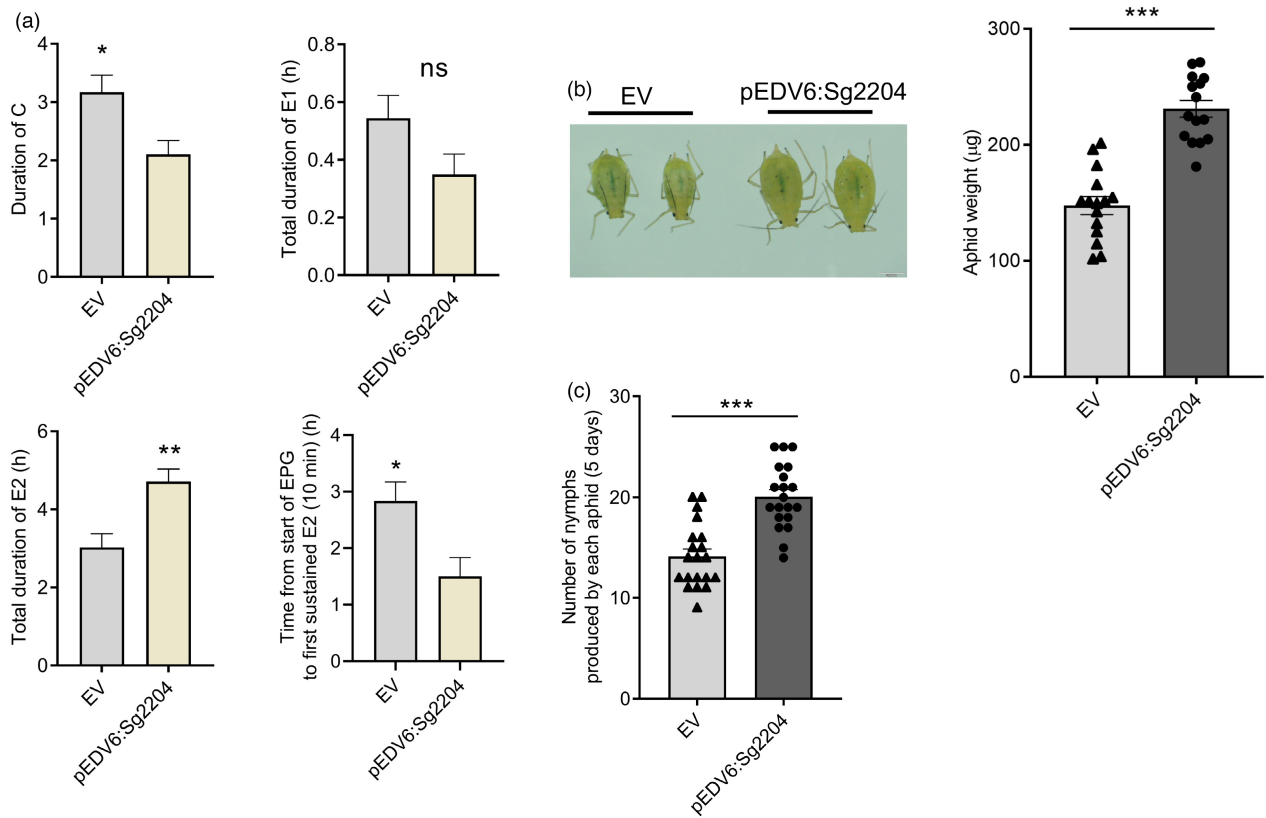 (a)
Duration of C
4
3
2
1
0
*
EV
pEDV6:Sg2204
Total duration of E1 (h)
0.8
0.6
0.4
0.2
0.0
ns
EV
pEDV6:Sg2204
(b)
EV
pEDV6:Sg2204
Aphid weight (µg)
300
200
100
0
***
EV
pEDV6:Sg2204
Total duration of E2 (h)
6
4
2
0
**
EV
pEDV6:Sg2204
Time from start of EPG
to first sustained E2 (10 min) (h)
4
3
2
1
0
*
EV
pEDV6:Sg2204
(c)
Number of nymphs
produced by each aphid (5 days)
30
20
10
0
***
EV
pEDV6:Sg2204